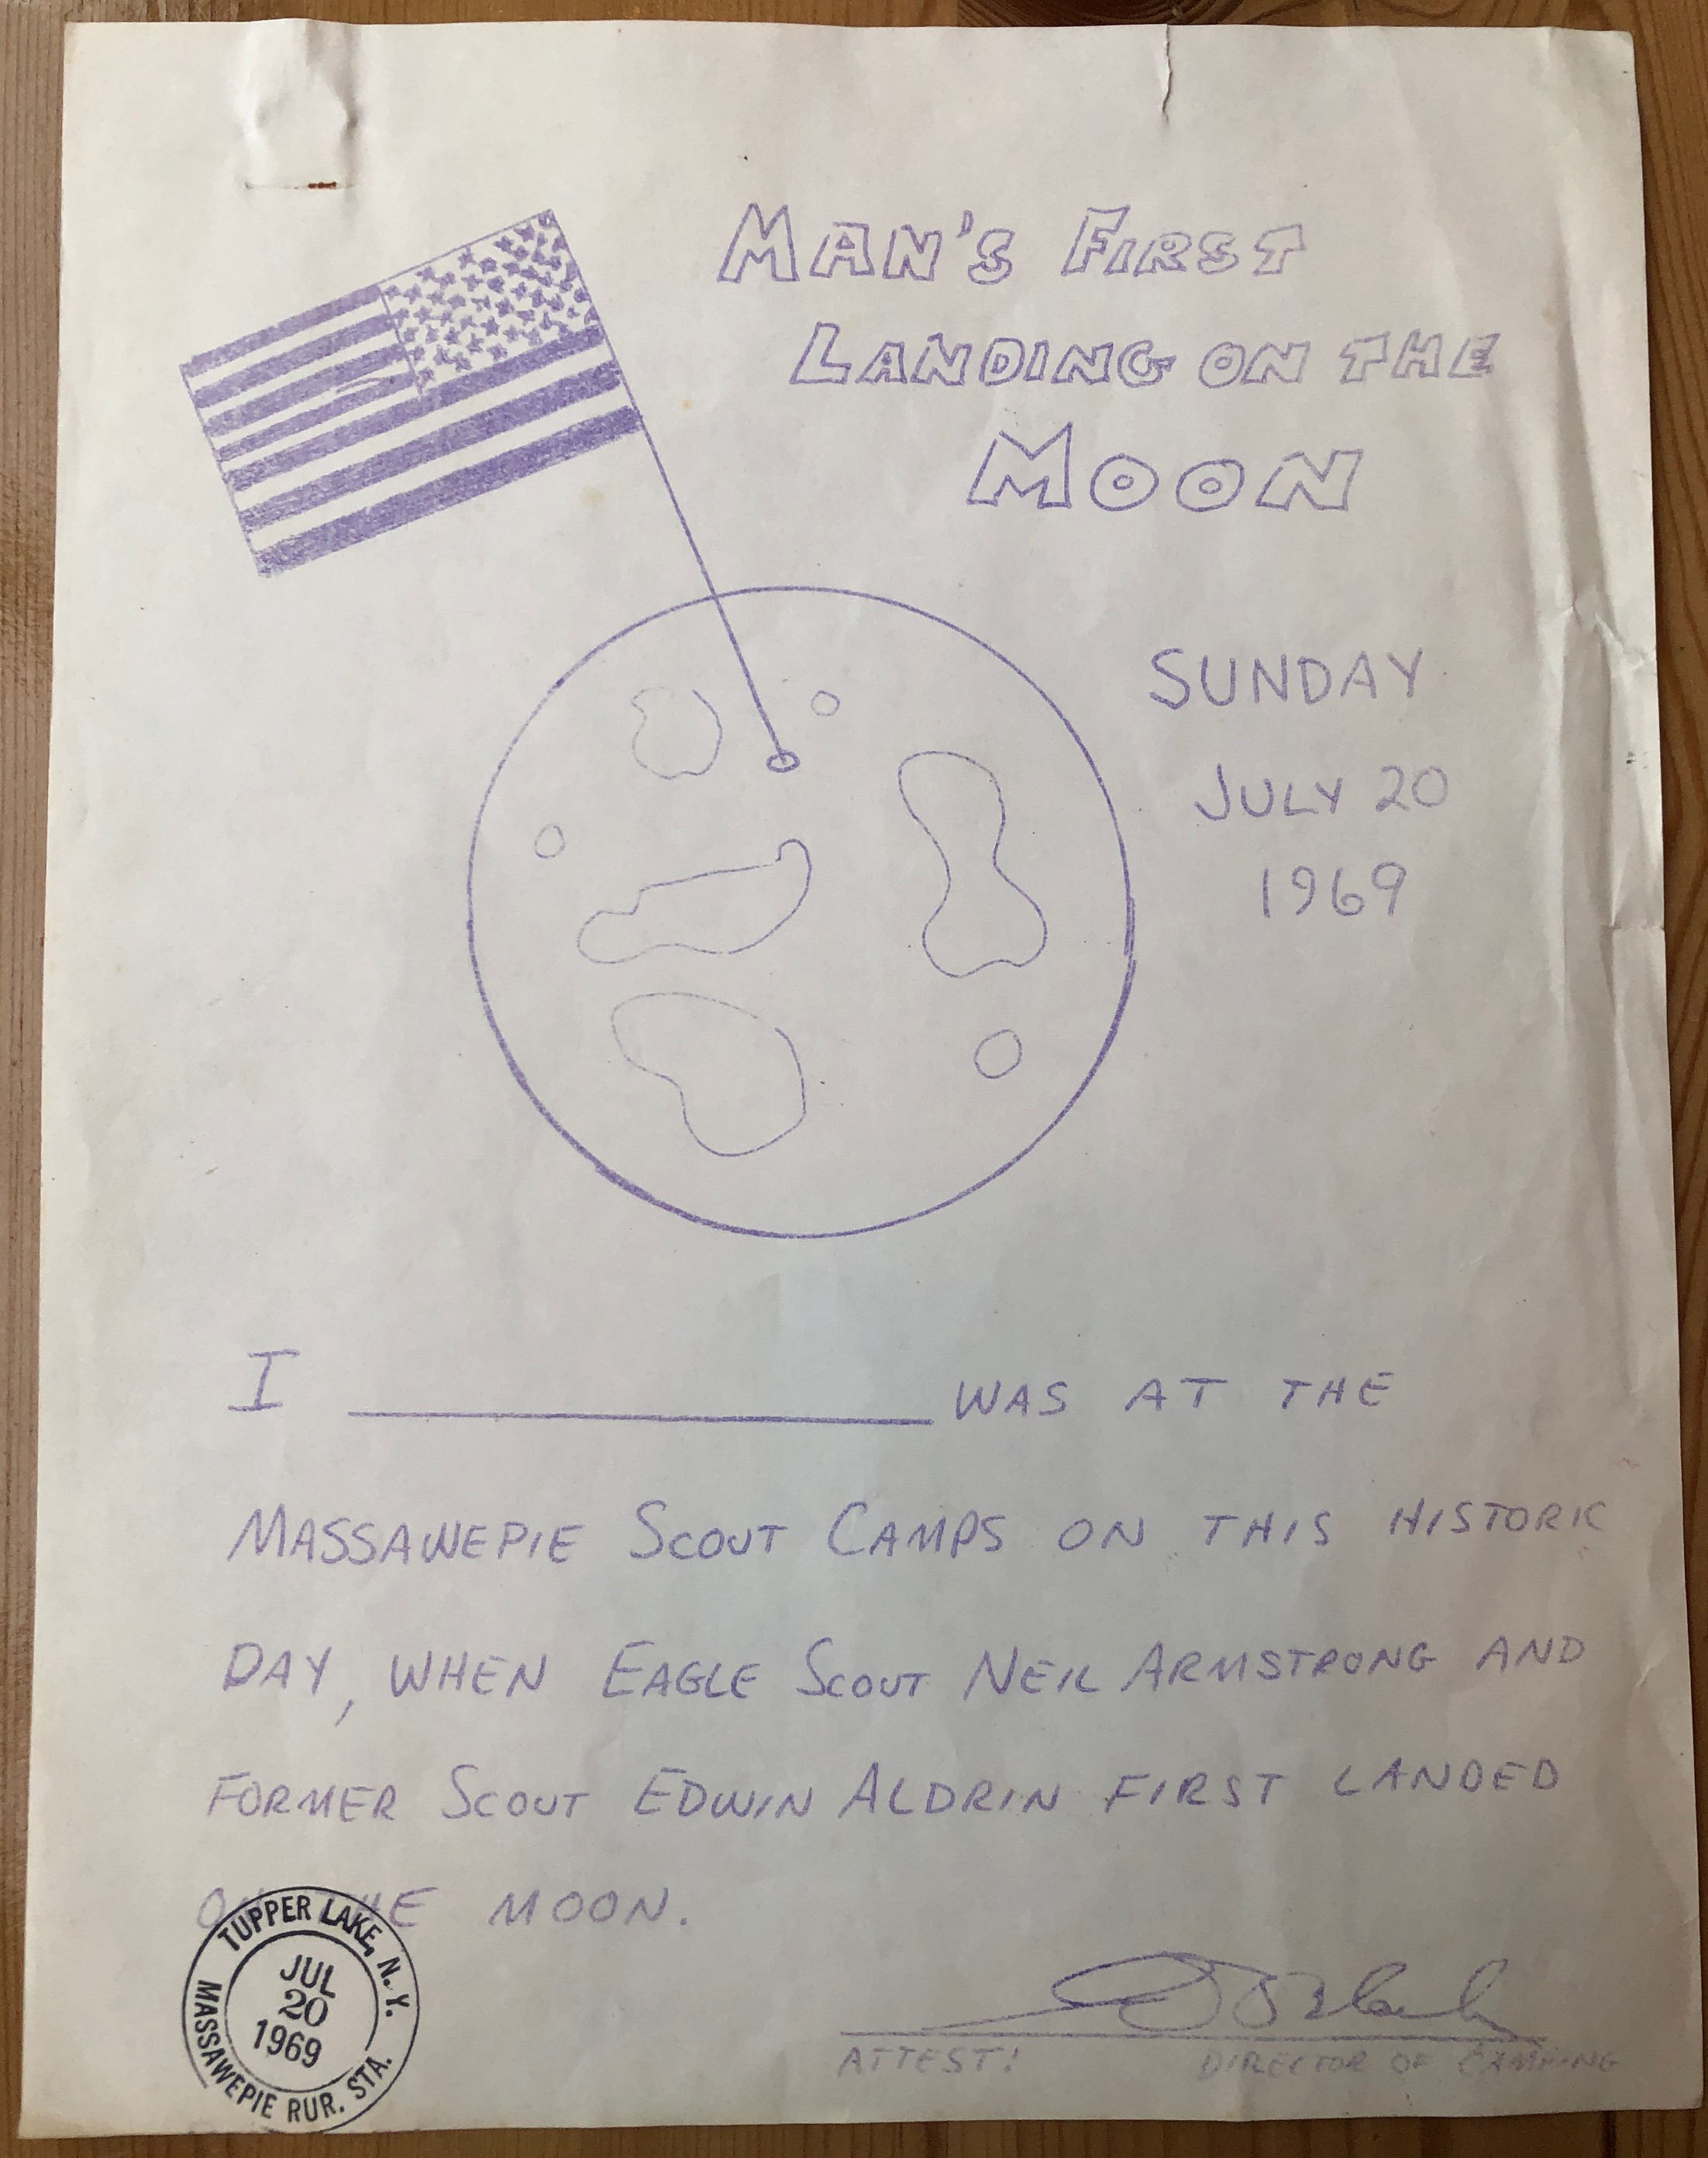 MAN'S FIRST
LANDING ON THE
MOON
SUNDAY
JULY 20
1969
I WAS AT THE
MASSAWEPIE SCOUT CAMPS ON THIS HISTORIC
DAY, WHEN EAGLE SCOUT NEIL ARMSTRONG AND
FORMER SCOUT EDWIN ALDRIN FIRST LANDED
ON THE MOON.
TUPPER LAKE, N.Y.
JUL
20
1969
MASSAWEPIE RUR. STA.
ATTEST: DIRECTOR OF CAMPING